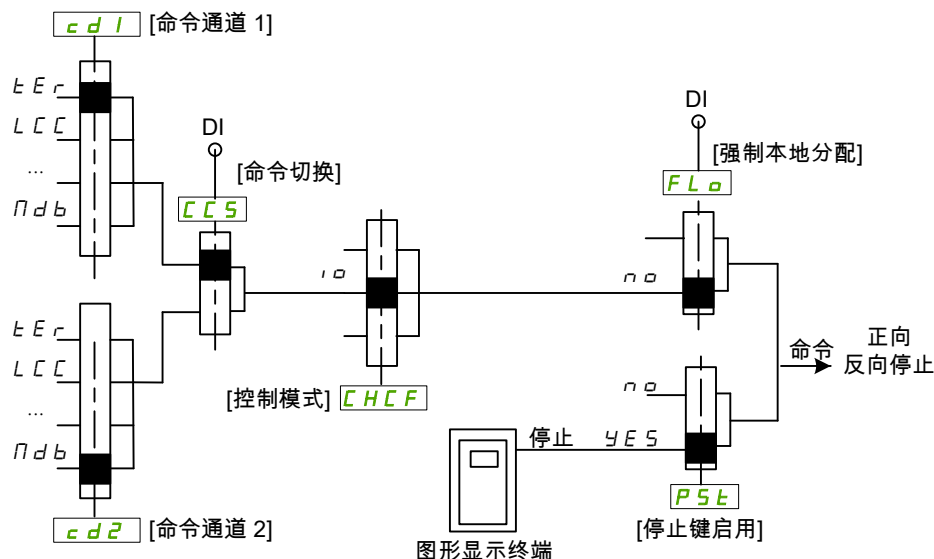 cd1 [命令通道 1]
tEr
LCC
...
Ndb
DI
[命令切换]
CCS
DI
[强制本地分配]
FLo
io
no
tEr
LCC
...
Ndb
[控制模式] CHCF
no
命令
正向
反向停止
停止 YES
PSt
[停止键启用]
cd2 [命令通道 2]
图形显示终端